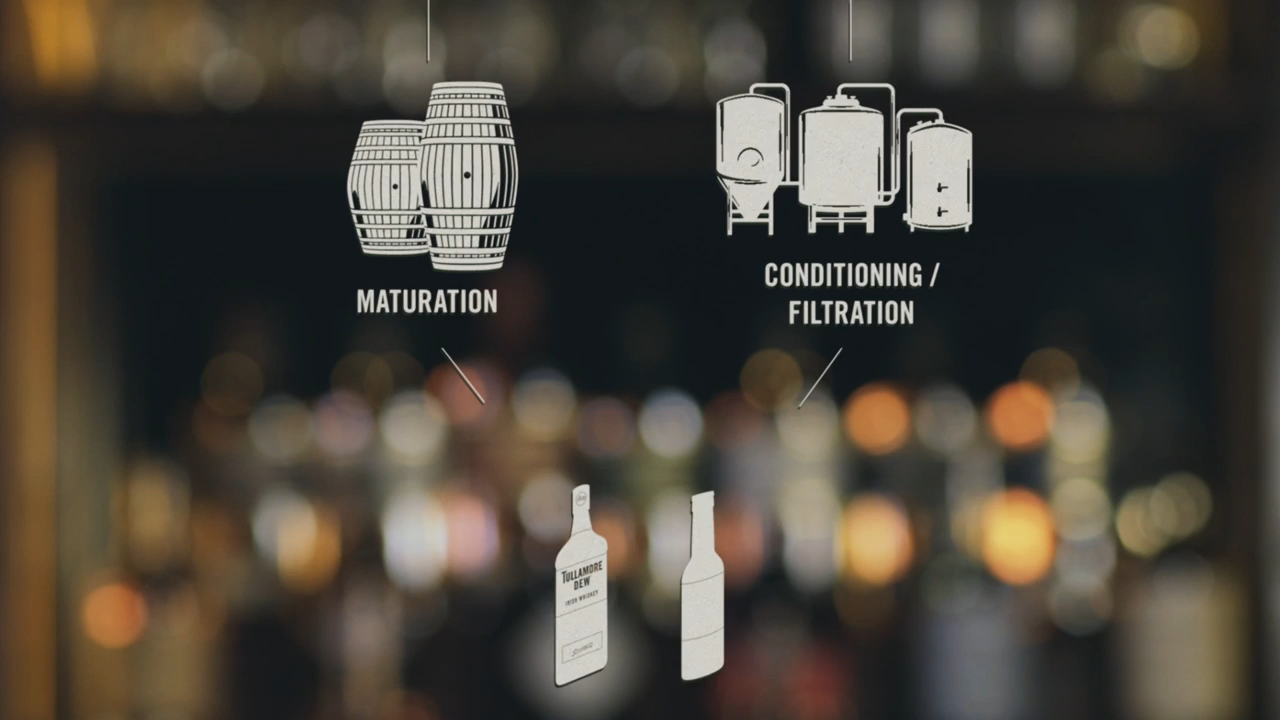 MATURATION
CONDITIONING /
FILTRATION
TULLAMORE
DEW
IRISH WHISKEY